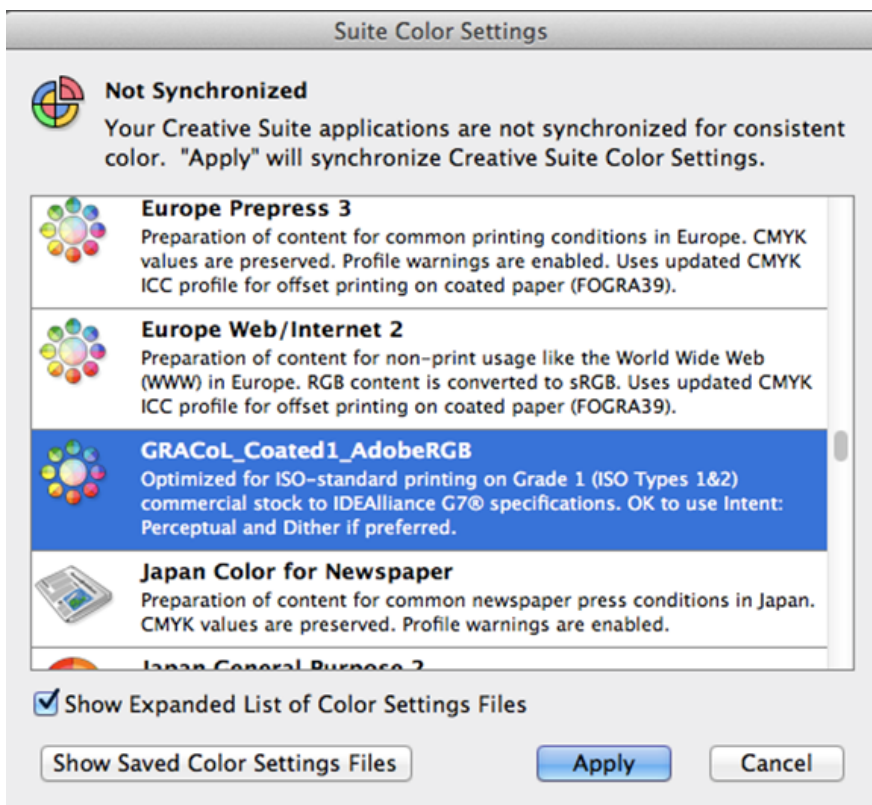 Suite Color Settings
Not Synchronized
Your Creative Suite applications are not synchronized for consistent
color.  "Apply" will synchronize Creative Suite Color Settings.
Europe Prepress 3
Preparation of content for common printing conditions in Europe. CMYK
values are preserved. Profile warnings are enabled. Uses updated CMYK
ICC profile for offset printing on coated paper (FOGRA39).
Europe Web/Internet 2
Preparation of content for non-print usage like the World Wide Web
(WWW) in Europe. RGB content is converted to sRGB. Uses updated CMYK
ICC profile for offset printing on coated paper (FOGRA39).
GRACoL_Coated1_AdobeRGB
Optimized for ISO-standard printing on Grade 1 (ISO Types 1&2)
commercial stock to IDEAlliance G7® specifications. OK to use Intent:
Perceptual and Dither if preferred.
Japan Color for Newspaper
Preparation of content for common newspaper press conditions in Japan.
CMYK values are preserved. Profile warnings are enabled.
Japan General Purpose 2
Show Expanded List of Color Settings Files
Show Saved Color Settings Files
Apply
Cancel